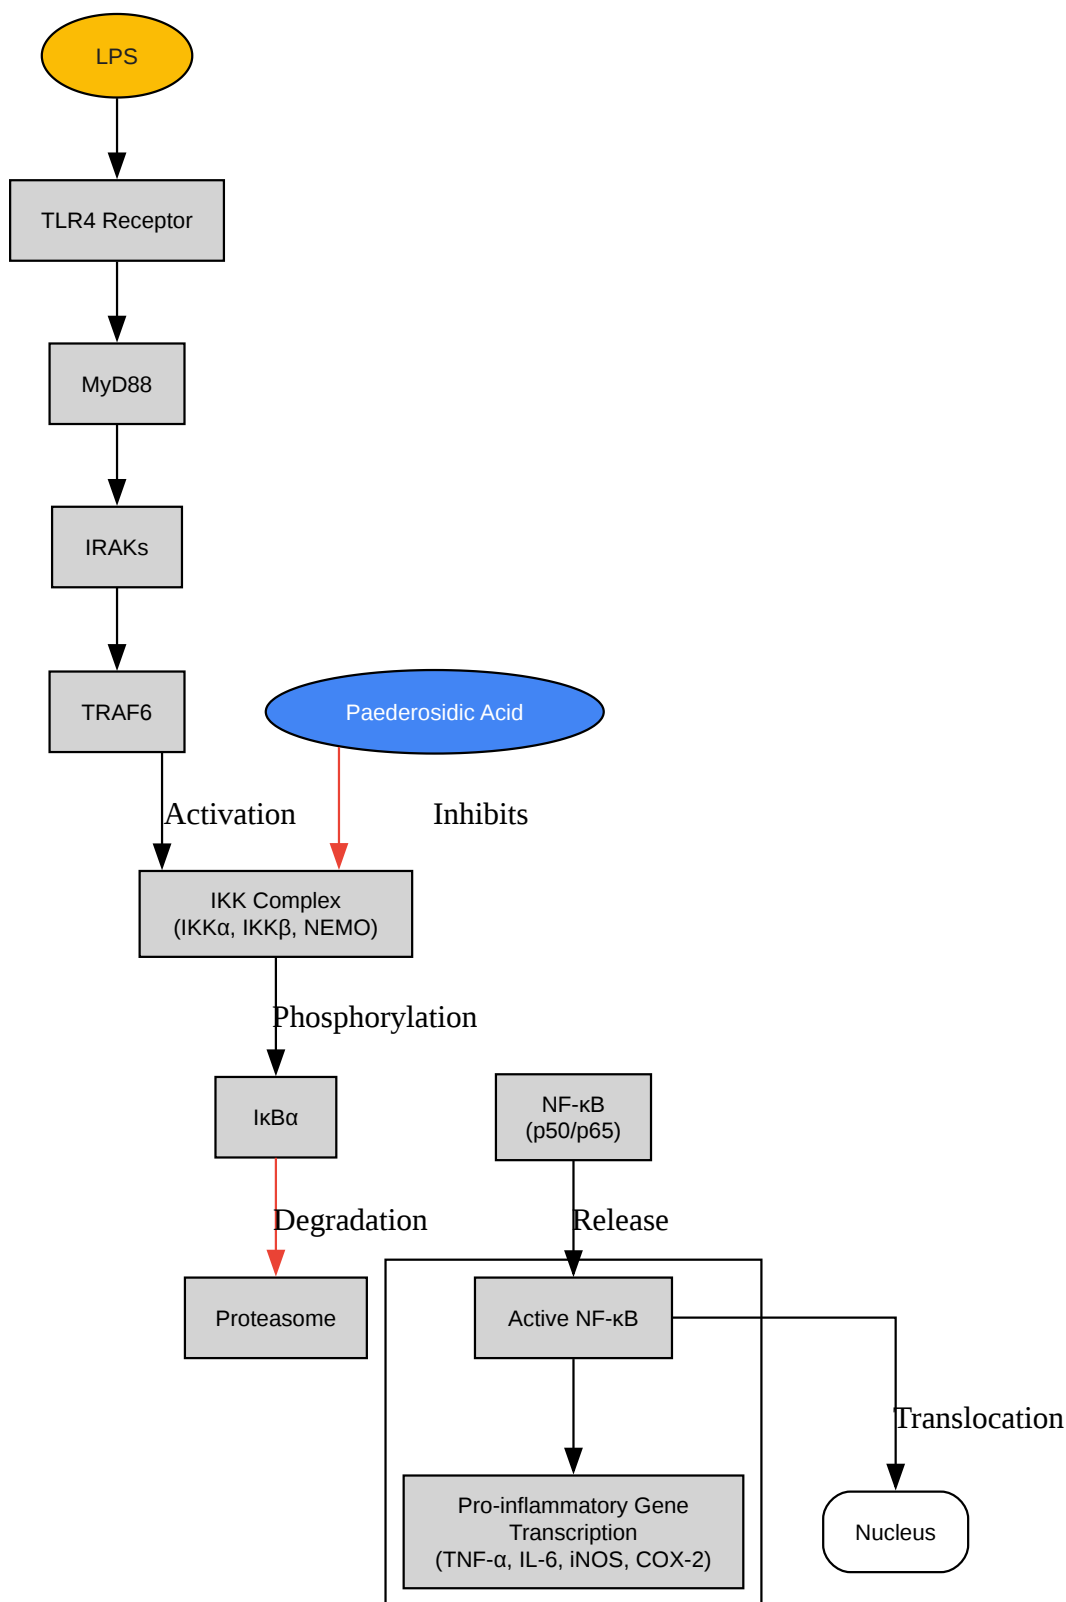 LPS
TLR4 Receptor
MyD88
IRAKs
TRAF6
Paederosidic Acid
Activation
Inhibits
IKK Complex
(IKKα, IKKβ, NEMO)
Phosphorylation
IκBα
NF-κB
(p50/p65)
Degradation
Release
Proteasome
Active NF-κB
Translocation
Pro-inflammatory Gene
Transcription
(TNF-α, IL-6, iNOS, COX-2)
Nucleus